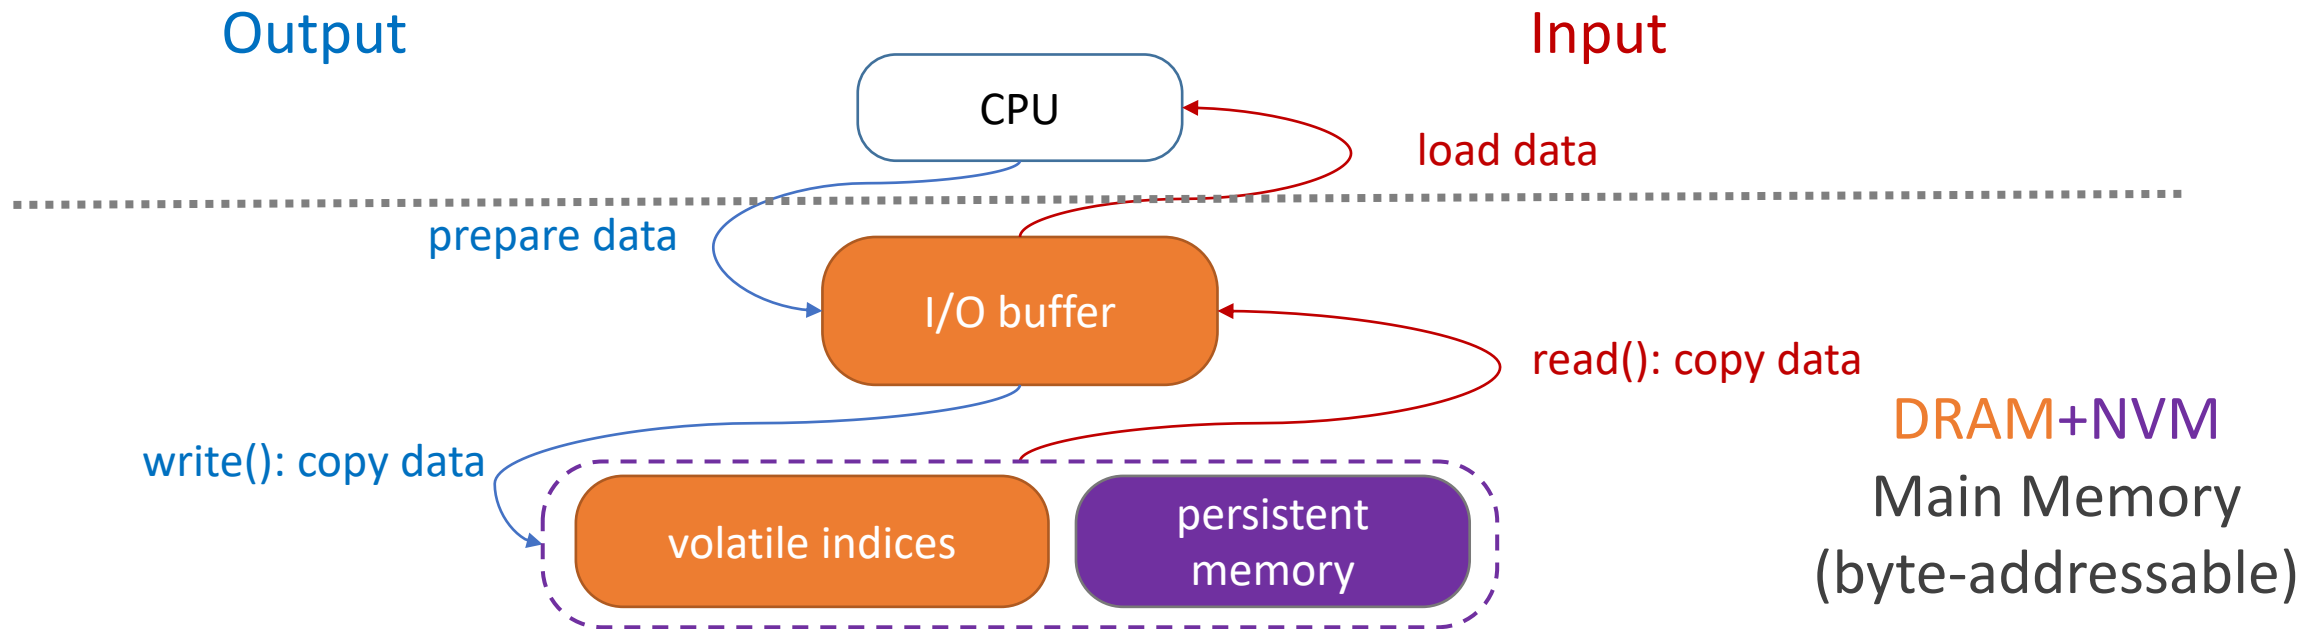 Output
Input
CPU
load data
prepare data
I/O buffer
read(): copy data
write(): copy data
volatile indices
persistent
memory
DRAM+NVM
Main Memory
(byte-addressable)